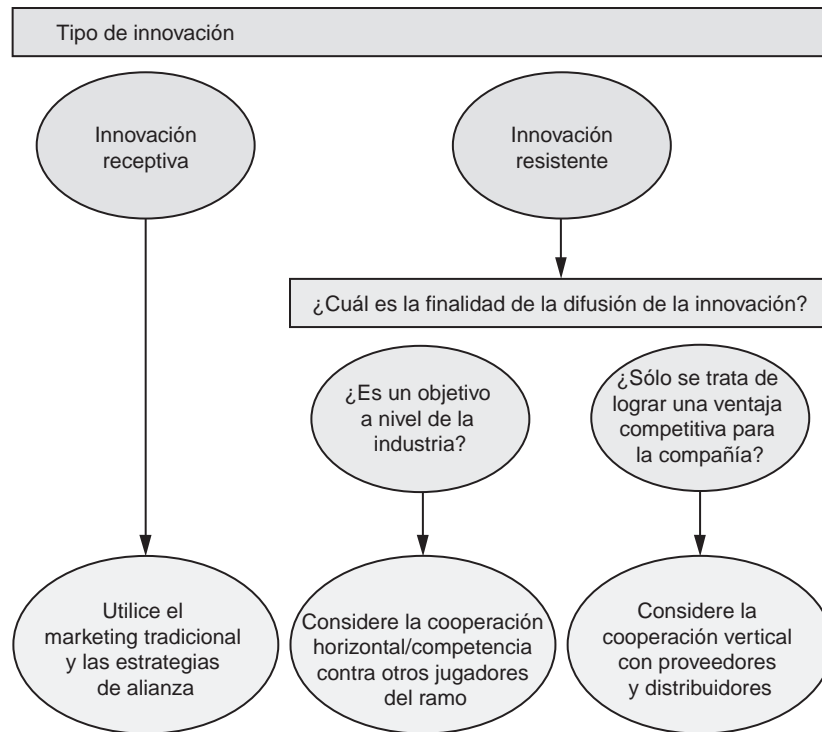 Tipo de innovación
Innovación
receptiva
Innovación
resistente
¿Cuál es la finalidad de la difusión de la innovación?
¿Es un objetivo
a nivel de la
industria?
¿Sólo se trata de
lograr una ventaja
competitiva para
la compañía?
Utilice el
marketing tradicional
y las estrategias
de alianza
Considere la cooperación
horizontal/competencia
contra otros jugadores
del ramo
Considere la
cooperación vertical
con proveedores
y distribuidores